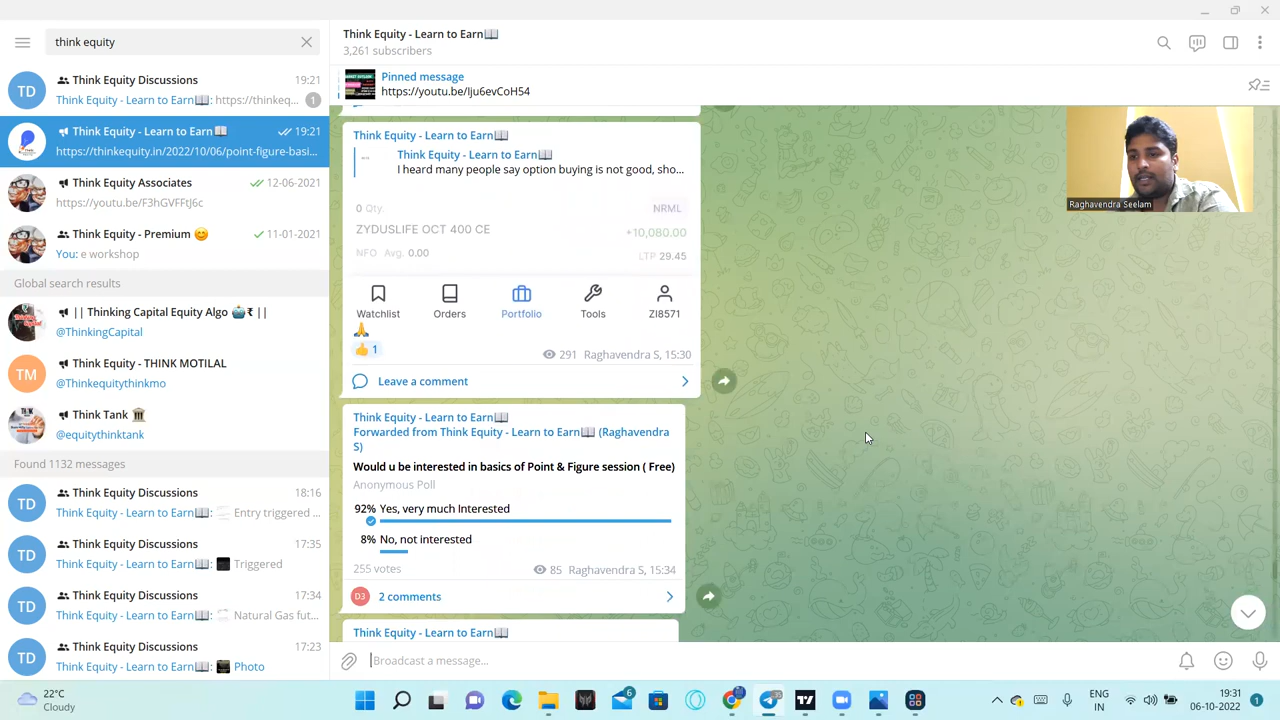 think equity
Think Equity Discussions 19:21
Think Equity - Learn to Earn📖: https://thinkeq... 1
Think Equity - Learn to Earn📖 19:21
https://thinkequity.in/2022/10/06/point-figure-basi...
Think Equity Associates 12-06-2021
https://youtu.be/F3hGVFFtJ6c
Think Equity - Premium 😊 11-01-2021
You: e workshop
Global search results
|| Thinking Capital Equity Algo 🤖₹ ||
@ThinkingCapital
TM
Think Equity - THINK MOTILAL
@Thinkequitythinkmo
Think Tank 🏛
@equitythinktank
Found 1132 messages
TD
Think Equity Discussions 18:16
Think Equity - Learn to Earn📖: Entry triggered ...
TD
Think Equity Discussions 17:35
Think Equity - Learn to Earn📖: Triggered
TD
Think Equity Discussions 17:34
Think Equity - Learn to Earn📖: Natural Gas fut...
TD
Think Equity Discussions 17:23
Think Equity - Learn to Earn📖: Photo
Think Equity - Learn to Earn📖
3,261 subscribers
Pinned message
https://youtu.be/lju6evCoH54
Think Equity - Learn to Earn📖
Think Equity - Learn to Earn📖
I heard many people say option buying is not good, sho...
0 Qty. NRML
ZYDUSLIFE OCT 400 CE +10,080.00
NFO Avg. 0.00 LTP 29.45
Watchlist Orders Portfolio Tools ZI8571
🙏
👍 1
291 Raghavendra S, 15:30
Leave a comment
Think Equity - Learn to Earn📖
Forwarded from Think Equity - Learn to Earn📖 (Raghavendra
S)
Would u be interested in basics of Point & Figure session ( Free)
Anonymous Poll
92% Yes, very much Interested
8% No, not interested
255 votes 85 Raghavendra S, 15:34
D3 2 comments
Think Equity - Learn to Earn📖
Broadcast a message...
Raghavendra Seelam
22°C
Cloudy
ENG
IN
19:31
06-10-2022
1